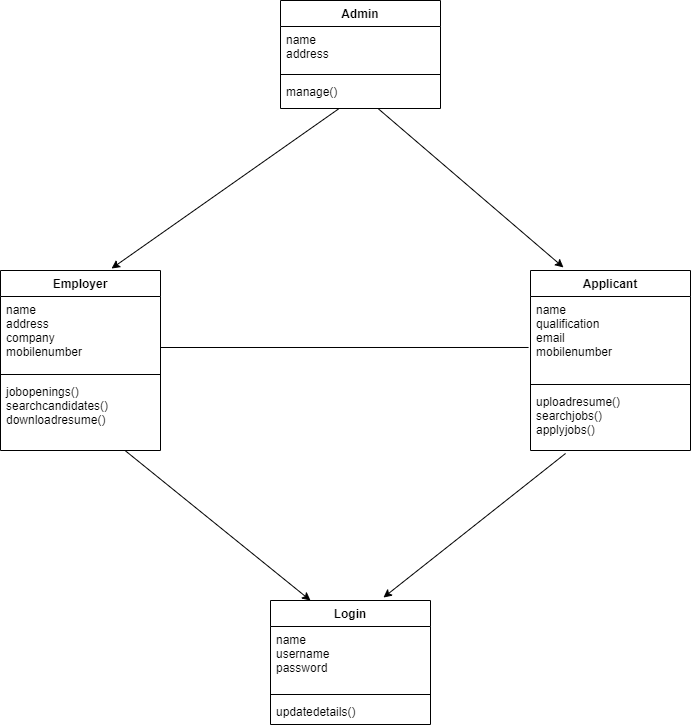 Admin
name
address
manage()
Employer
name
address
company
mobilenumber
jobopenings()
searchcandidates()
downloadresume()
Applicant
name
qualification
email
mobilenumber
uploadresume()
searchjobs()
applyjobs()
Login
name
username
password
updatedetails()